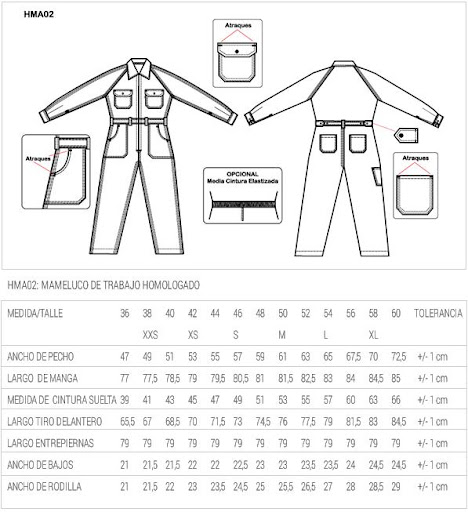 HMA02
Atraques
Atraques
OPCIONAL
Media Cintura Elastizada
Atraques
HMA02: MAMELUCO DE TRABAJO HOMOLOGADO
MEDIDA/TALLE 36 38 40 42 44 46 48 50 52 54 56 58 60 TOLERANCIA
XXS XS S M L XL
ANCHO DE PECHO 47 49 51 53 55 57 59 61 63 65 67,5 70 72,5 +/- 1 cm
LARGO DE MANGA 77 77,5 78,5 79 79,5 80,5 81 81,5 82,5 83 84 84,5 85 +/- 1 cm
MEDIDA DE CINTURA SUELTA 39 41 43 45 47 49 51 53 55 57 60 63 66 +/- 1 cm
LARGO TIRO DELANTERO 65,5 67 68,5 70 71,5 73 74,5 76 77,5 79 81,5 83 84,5 +/- 1 cm
LARGO ENTREPIERNAS 79 79 79 79 79 79 79 79 79 79 79 79 79 +/- 1 cm
ANCHO DE BAJOS 21 21,5 21,5 22 22 22,5 23 23 23,5 23,5 24 24,5 24,5 +/- 1 cm
ANCHO DE RODILLA 21 21,5 22 23 23,5 24,5 25 25,5 26,5 27 28 28,5 29 +/- 1 cm